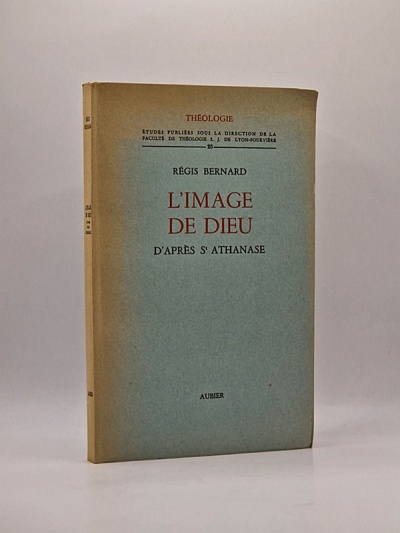 THÉOLOGIE
ÉTUDES PUBLIÉES SOUS LA DIRECTION DE LA
FACULTÉ DE THÉOLOGIE S. J. DE LYON-FOURVIÈRE
RÉGIS BERNARD
L'IMAGE
DE DIEU
D'APRÈS Sᵗ ATHANASE
AUBIER